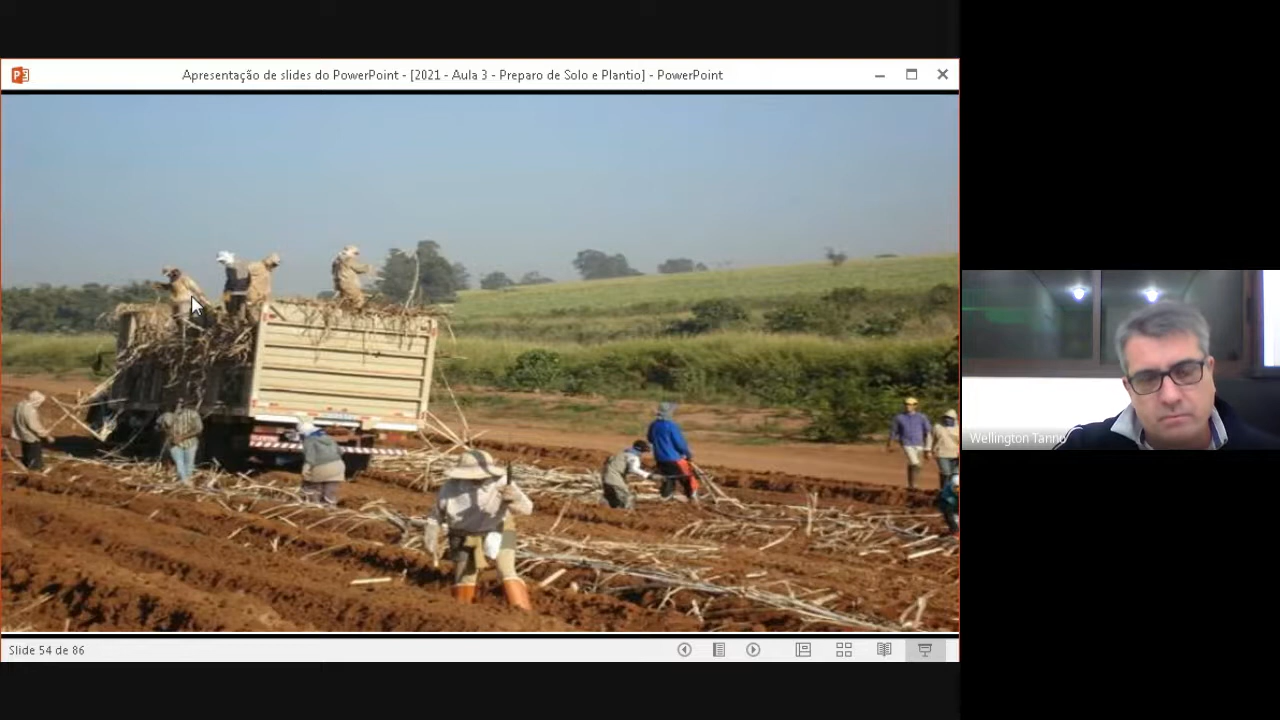 Apresentação de slides do PowerPoint - [2021 - Aula 3 - Preparo de Solo e Plantio] - PowerPoint
Wellington Tanno
Slide 54 de 86